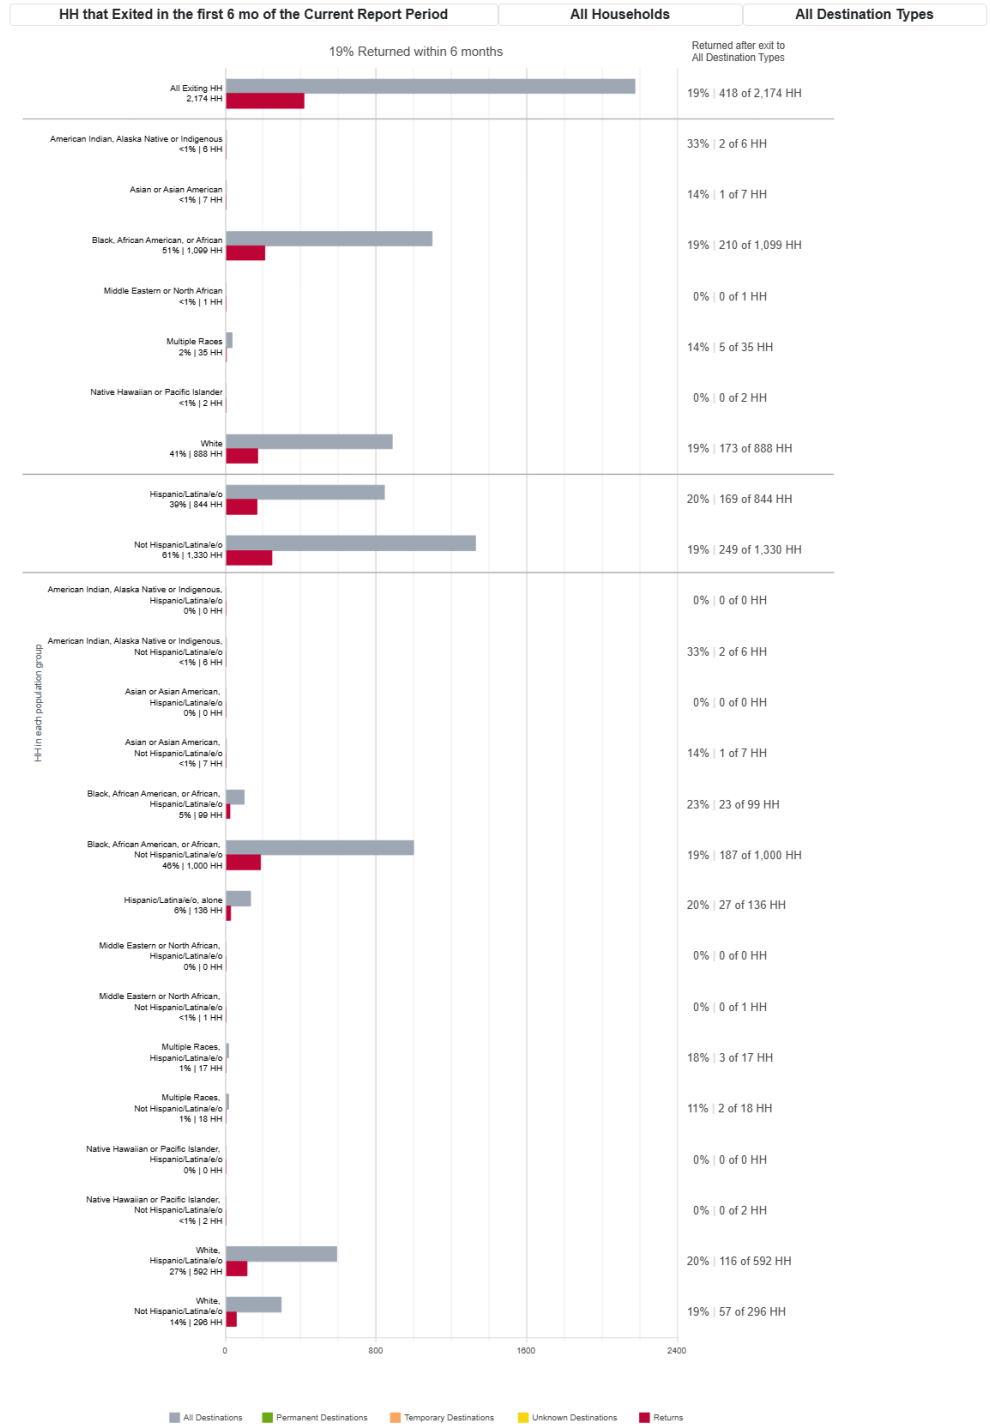 HH that Exited in the first 6 mo of the Current Report Period
All Households
All Destination Types
19% Returned within 6 months
Returned after exit to
All Destination Types
All Exiting HH
2,174 HH
19% | 418 of 2,174 HH
American Indian, Alaska Native or Indigenous
<1% | 6 HH
33% | 2 of 6 HH
Asian or Asian American
<1% | 7 HH
14% | 1 of 7 HH
Black, African American, or African
51% | 1,099 HH
19% | 210 of 1,099 HH
Middle Eastern or North African
<1% | 1 HH
0% | 0 of 1 HH
Multiple Races
2% | 35 HH
14% | 5 of 35 HH
Native Hawaiian or Pacific Islander
<1% | 2 HH
0% | 0 of 2 HH
White
41% | 888 HH
19% | 173 of 888 HH
Hispanic/Latina/e/o
39% | 844 HH
20% | 169 of 844 HH
Not Hispanic/Latina/e/o
61% | 1,330 HH
19% | 249 of 1,330 HH
HH in each population group
American Indian, Alaska Native or Indigenous,
Hispanic/Latina/e/o
0% | 0 HH
0% | 0 of 0 HH
American Indian, Alaska Native or Indigenous,
Not Hispanic/Latina/e/o
<1% | 6 HH
33% | 2 of 6 HH
Asian or Asian American,
Hispanic/Latina/e/o
0% | 0 HH
0% | 0 of 0 HH
Asian or Asian American,
Not Hispanic/Latina/e/o
<1% | 7 HH
14% | 1 of 7 HH
Black, African American, or African,
Hispanic/Latina/e/o
5% | 99 HH
23% | 23 of 99 HH
Black, African American, or African,
Not Hispanic/Latina/e/o
46% | 1,000 HH
19% | 187 of 1,000 HH
Hispanic/Latina/e/o, alone
6% | 136 HH
20% | 27 of 136 HH
Middle Eastern or North African,
Hispanic/Latina/e/o
0% | 0 HH
0% | 0 of 0 HH
Middle Eastern or North African,
Not Hispanic/Latina/e/o
<1% | 1 HH
0% | 0 of 1 HH
Multiple Races,
Hispanic/Latina/e/o
1% | 17 HH
18% | 3 of 17 HH
Multiple Races,
Not Hispanic/Latina/e/o
1% | 18 HH
11% | 2 of 18 HH
Native Hawaiian or Pacific Islander,
Hispanic/Latina/e/o
0% | 0 HH
0% | 0 of 0 HH
Native Hawaiian or Pacific Islander,
Not Hispanic/Latina/e/o
<1% | 2 HH
0% | 0 of 2 HH
White,
Hispanic/Latina/e/o
27% | 592 HH
20% | 116 of 592 HH
White,
Not Hispanic/Latina/e/o
14% | 296 HH
19% | 57 of 296 HH
0 800 1600 2400
All Destinations Permanent Destinations Temporary Destinations Unknown Destinations Returns